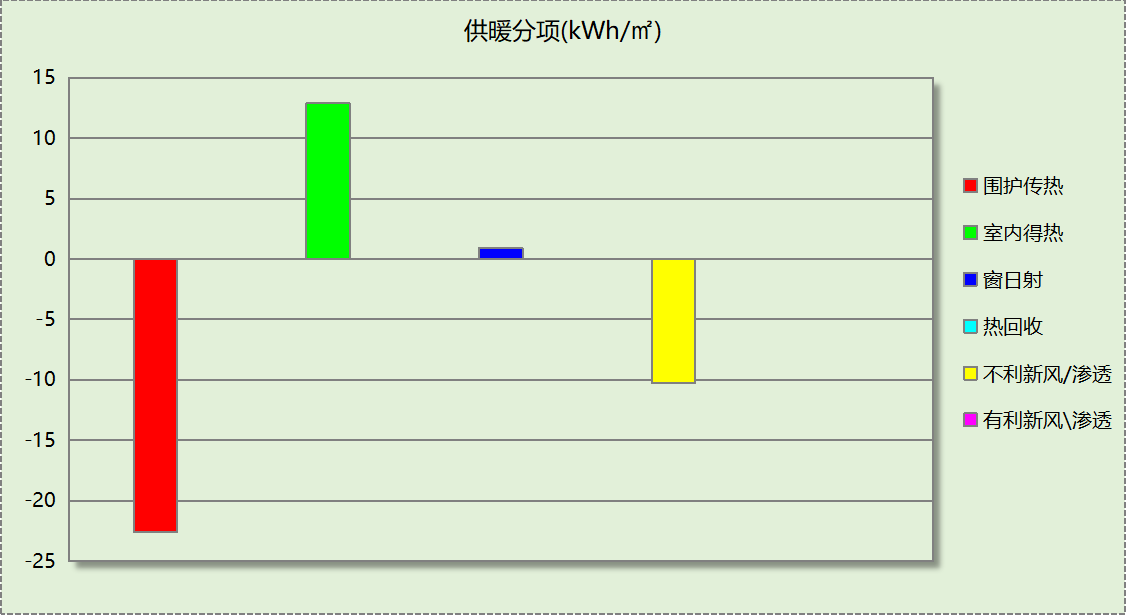 供暖分项(kWh/㎡)
15
10
5
0
-5
-10
-15
-20
-25
围护传热
室内得热
窗日射
热回收
不利新风/渗透
有利新风\渗透